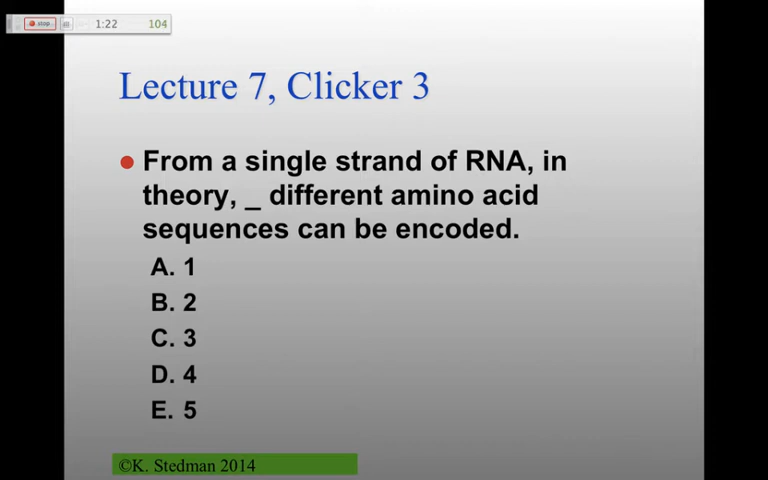 stop 1:22 104
Lecture 7, Clicker 3
From a single strand of RNA, in
theory, _ different amino acid
sequences can be encoded.
A. 1
B. 2
C. 3
D. 4
E. 5
©K. Stedman 2014